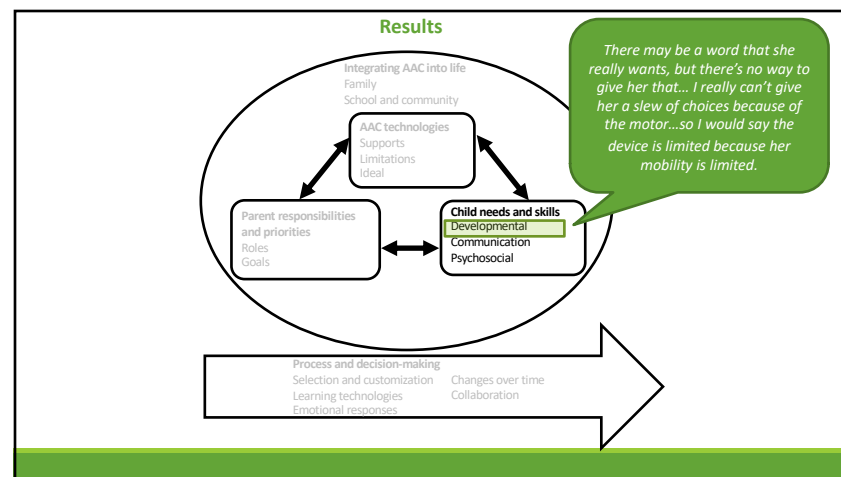 Results
Integrating AAC into life
Family
School and community
AAC technologies
Supports
Limitations
Ideal
Parent responsibilities
and priorities
Roles
Goals
Child needs and skills
Developmental
Communication
Psychosocial
There may be a word that she
really wants, but there's no way to
give her that... I really can't give
her a slew of choices because of
the motor...so I would say the
device is limited because her
mobility is limited.
Process and decision-making
Selection and customization
Learning technologies
Emotional responses
Changes over time
Collaboration